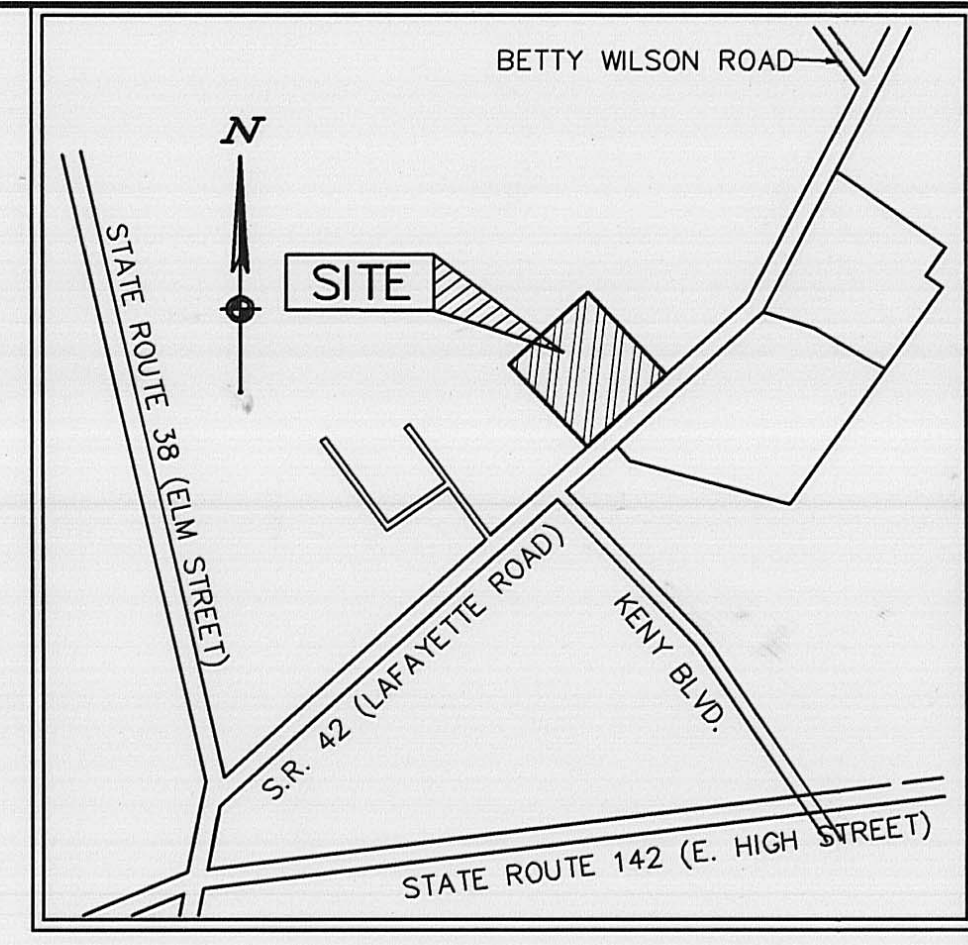 BETTY WILSON ROAD
N
SITE
STATE ROUTE 38 (ELM STREET)
S.R. 42 (LAFAYETTE ROAD)
KENY BLVD.
STATE ROUTE 142 (E. HIGH STREET)